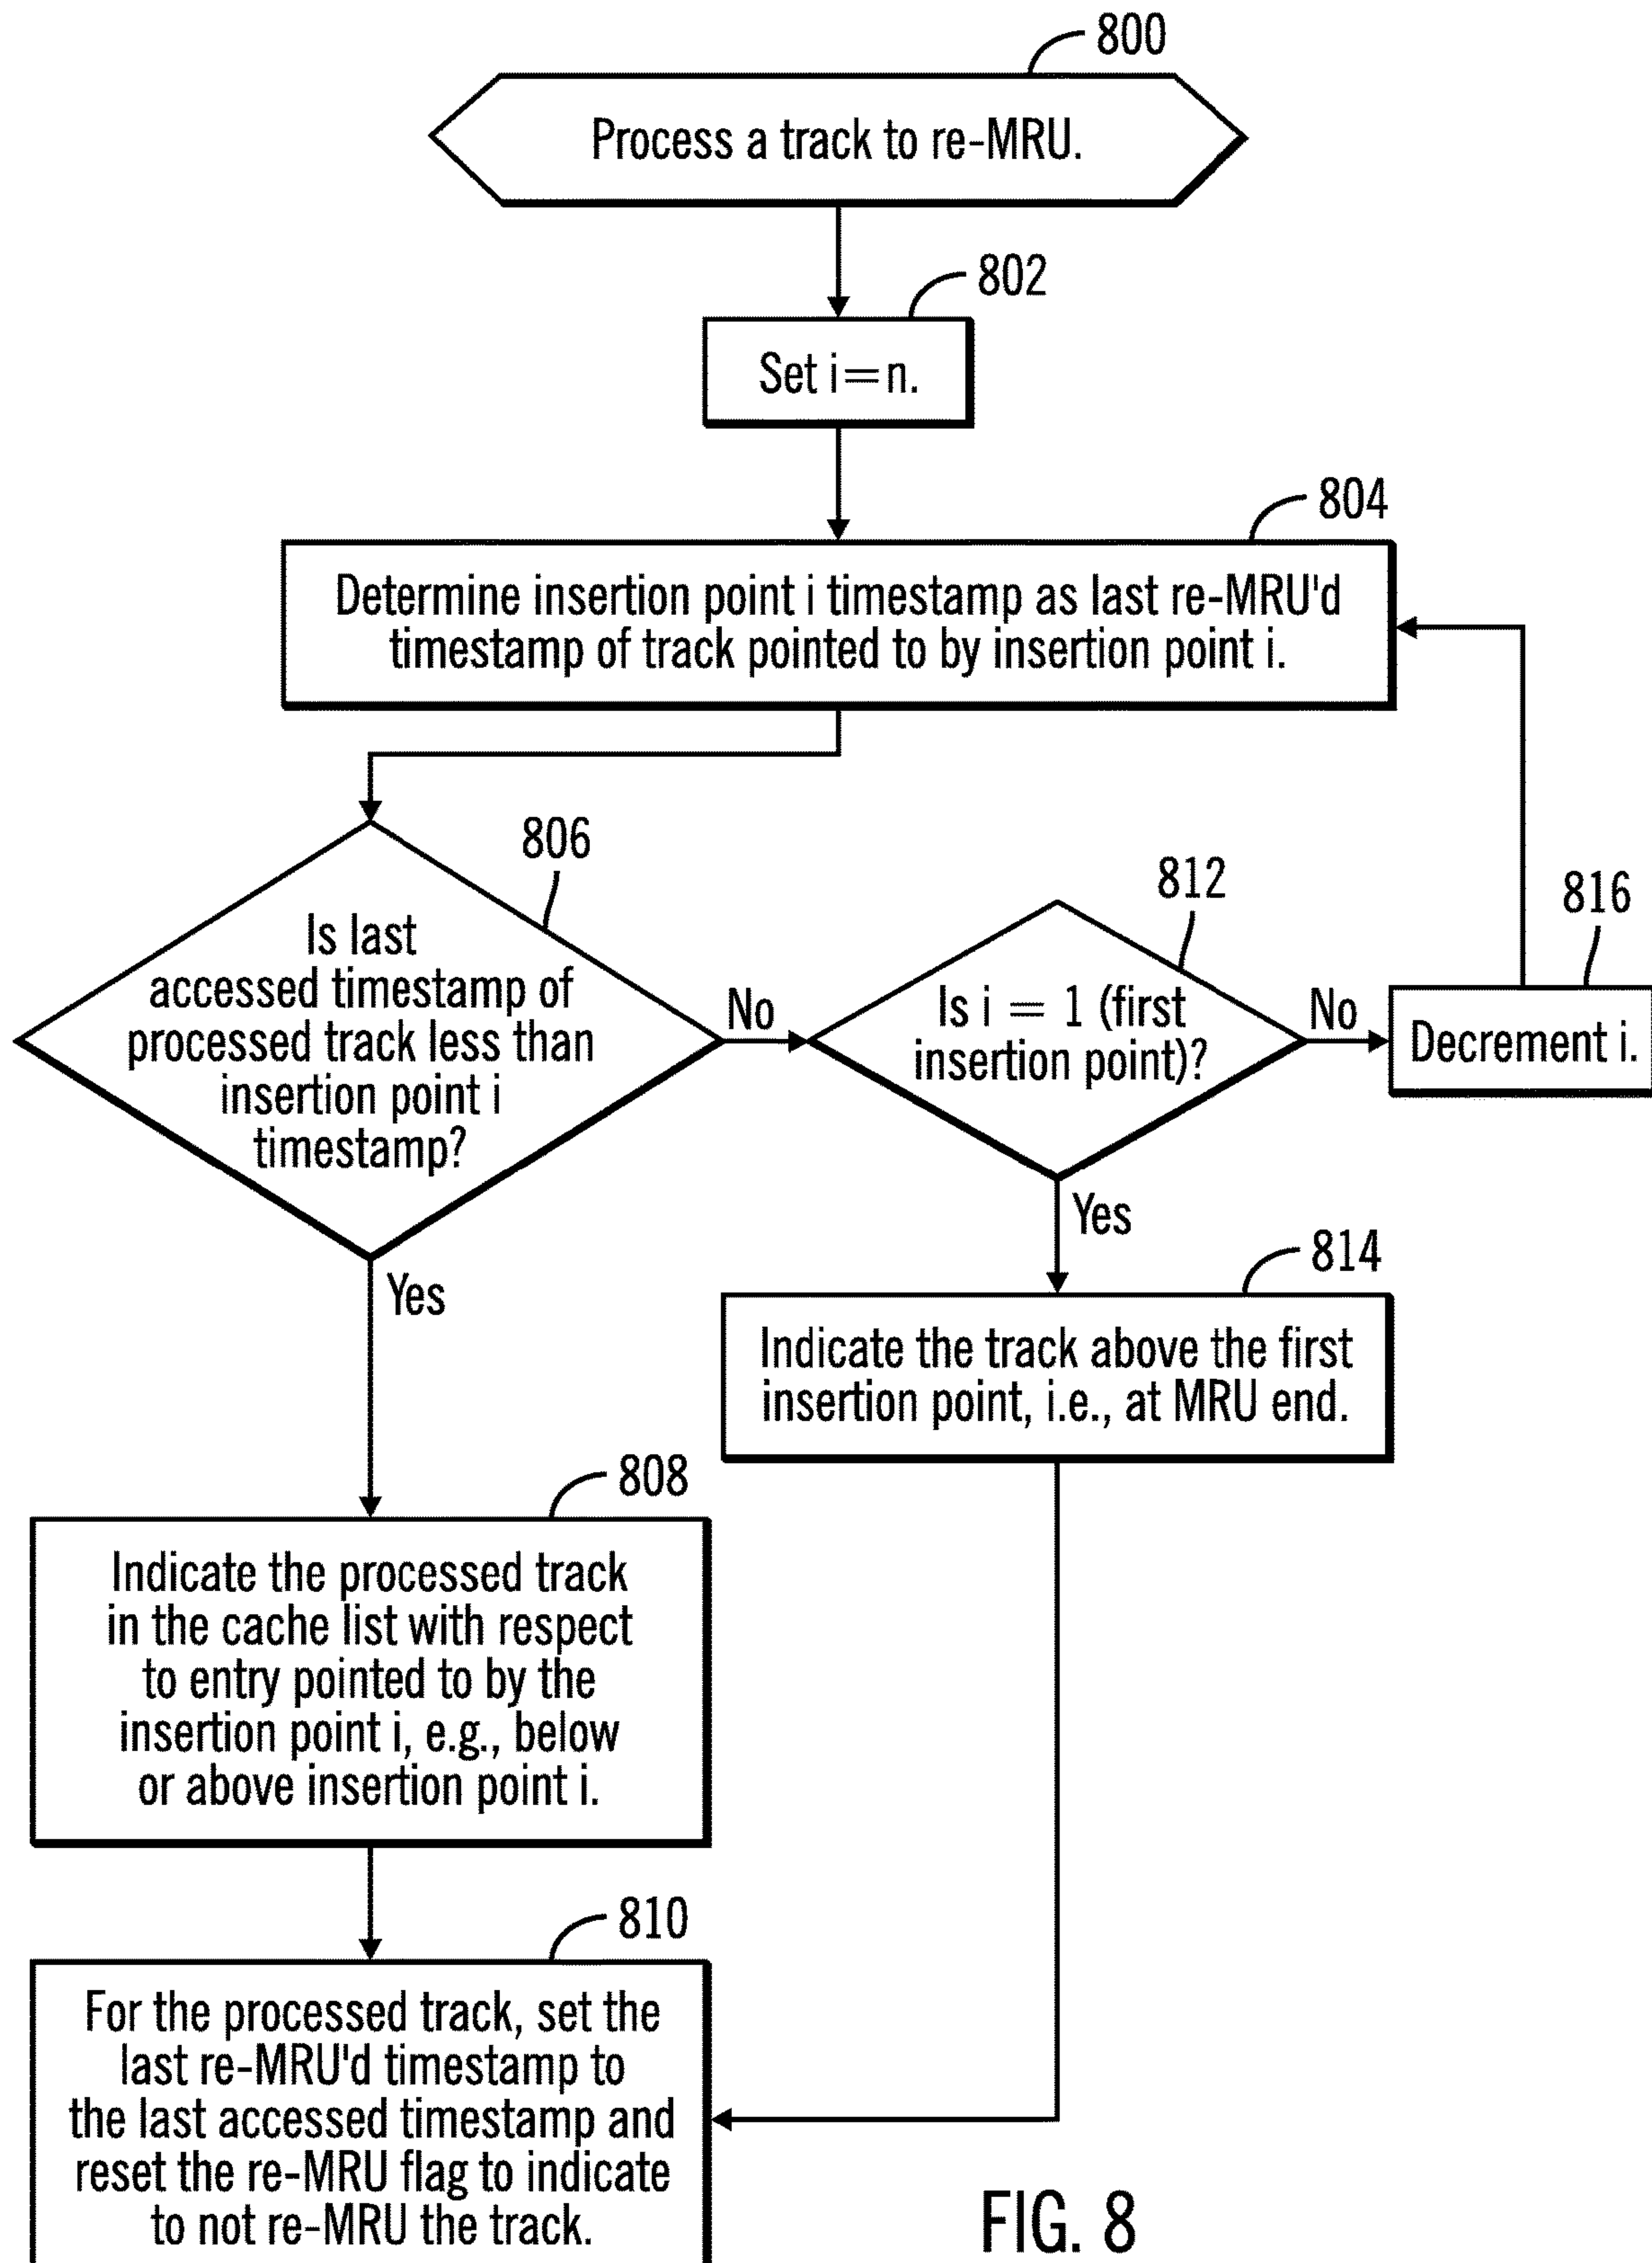 800
Process a track to re-MRU.
802
Set i=n.
804
Determine insertion point i timestamp as last re-MRU'd
timestamp of track pointed to by insertion point i.
806
Is last
accessed timestamp of
processed track less than
insertion point i
timestamp?
No
812
Is i = 1 (first
insertion point)?
No
816
Decrement i.
Yes
Yes
814
Indicate the track above the first
insertion point, i.e., at MRU end.
808
Indicate the processed track
in the cache list with respect
to entry pointed to by the
insertion point i, e.g., below
or above insertion point i.
810
For the processed track, set the
last re-MRU'd timestamp to
the last accessed timestamp and
reset the re-MRU flag to indicate
to not re-MRU the track.
FIG. 8